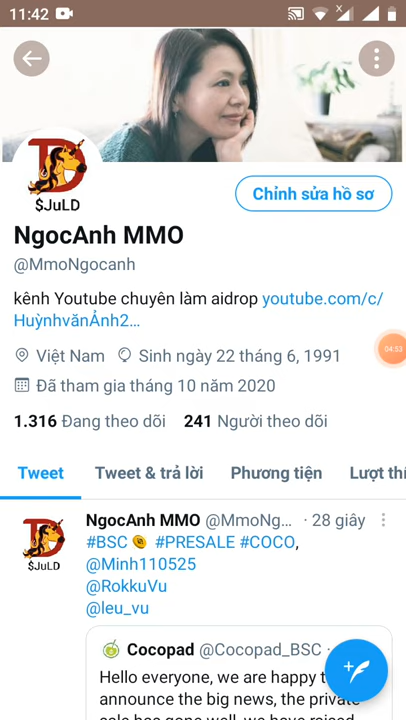 11:42
D
$JuLD
Chỉnh sửa hồ sơ
NgocAnh MMO
@MmoNgocanh
kênh Youtube chuyên làm aidrop youtube.com/c/
HuỳnhvănẢnh2…
04:53
Việt Nam Sinh ngày 22 tháng 6, 1991
Đã tham gia tháng 10 năm 2020
1.316 Đang theo dõi 241 Người theo dõi
Tweet Tweet & trả lời Phương tiện Lượt thí
NgocAnh MMO @MmoNg… · 28 giây
#BSC #PRESALE #COCO,
@Minh110525
@RokkuVu
@leu_vu
D
$JuLD
Cocopad @Cocopad_BSC ·
Hello everyone, we are happy t
announce the big news, the private